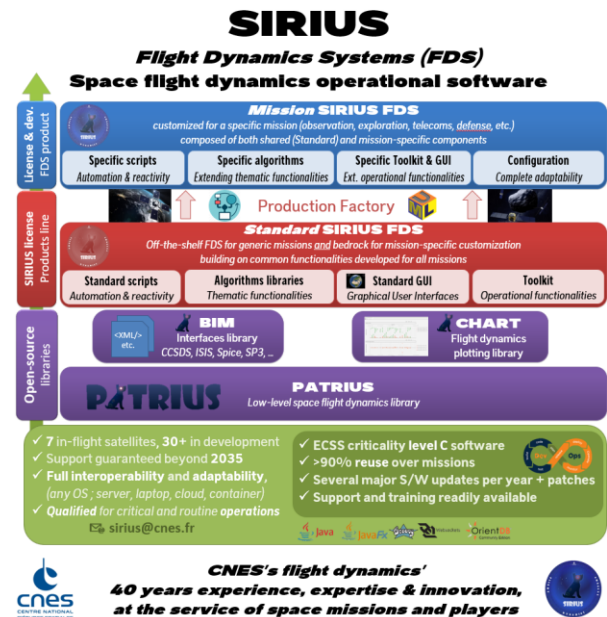 SIRIUS
Flight Dynamics Systems (FDS)
Space flight dynamics operational software
License & dev.
FDS product
Mission SIRIUS FDS
customized for a specific mission (observation, exploration, telecoms, defense, etc.)
composed of both shared (Standard) and mission-specific components
Specific scripts
Automation & reactivity
Specific algorithms
Extending thematic functionalities
Specific Toolkit & GUI
Ext. operational functionalities
Configuration
Complete adaptability
Production Factory
SIRIUS license
Products line
SIRIUS
Standard SIRIUS FDS
Off-the-shelf FDS for generic missions and bedrock for mission-specific customization
building on common functionalities developed for all missions
Standard scripts
Automation & reactivity
Algorithms libraries
Thematic functionalities
Standard GUI
Graphical User Interfaces
Toolkit
Operational functionalities
Open-source
libraries
<XML/>
etc.
BIM
Interfaces library
CCSDS, ISIS, Spice, SP3, ..
CHART
Flight dynamics
plotting library
PATRIUS
PATRIUS
Low-level space flight dynamics library
✓ 7 in-flight satellites, 30+ in development
✓ Support guaranteed beyond 2035
✓ Full interoperability and adaptability,
(any OS ; server, laptop, cloud, container)
✓ Qualified for critical and routine operations
sirius@cnes.fr
✓ ECSS criticality level C software
✓ >90% reuse over missions
✓ Several major S/W updates per year + patches
✓ Support and training readily available
Ops
Java
JavaFx
OrientDB
cnes
CENTRE NATIONAL
CNES's flight dynamics'
40 years experience, expertise & innovation,
at the service of space missions and players
SIRIUS